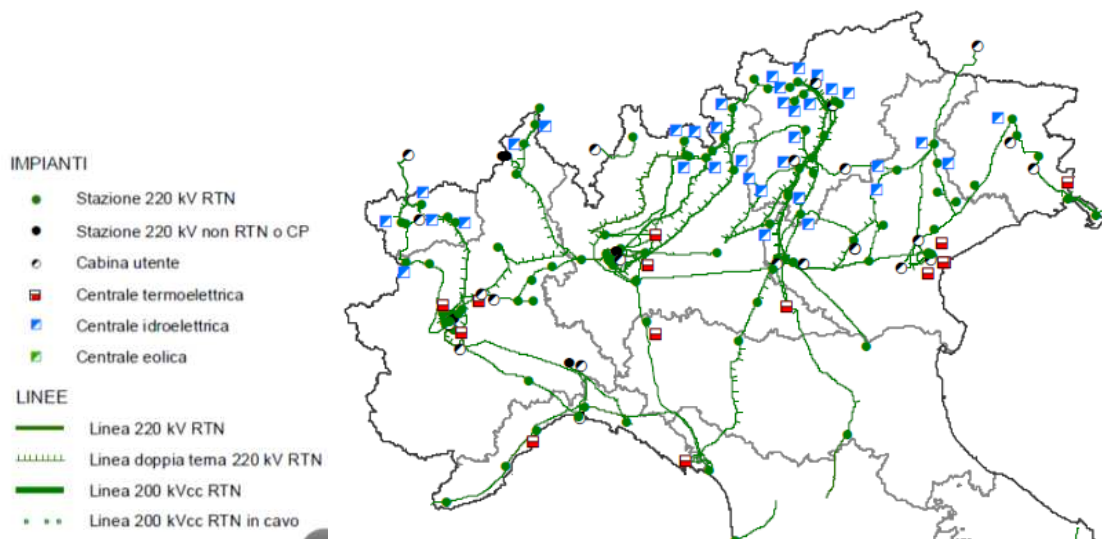 IMPIANTI
Stazione 220 kV RTN
Stazione 220 kV non RTN o CP
Cabina utente
Centrale termoelettrica
Centrale idroelettrica
Centrale eolica
LINEE
Linea 220 kV RTN
Linea doppia terna 220 kV RTN
Linea 200 kVcc RTN
Linea 200 kVcc RTN in cavo